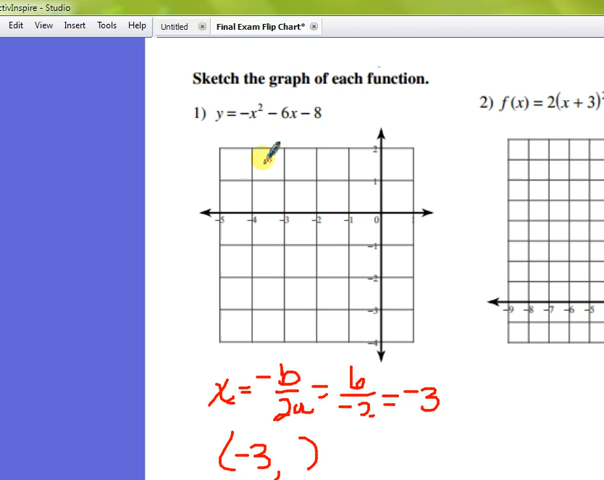 ctivInspire - Studio
Edit View Insert Tools Help Untitled Final Exam Flip Chart*
Sketch the graph of each function.
1) y = −x² − 6x − 8
2) f(x) = 2(x + 3)²
2
1
-5 -4 -3 -2 -1 0
-1
-2
-3
-4
-9 -8 -7 -6 -5
x = -b/2a = 6/-2 = -3
(-3, )